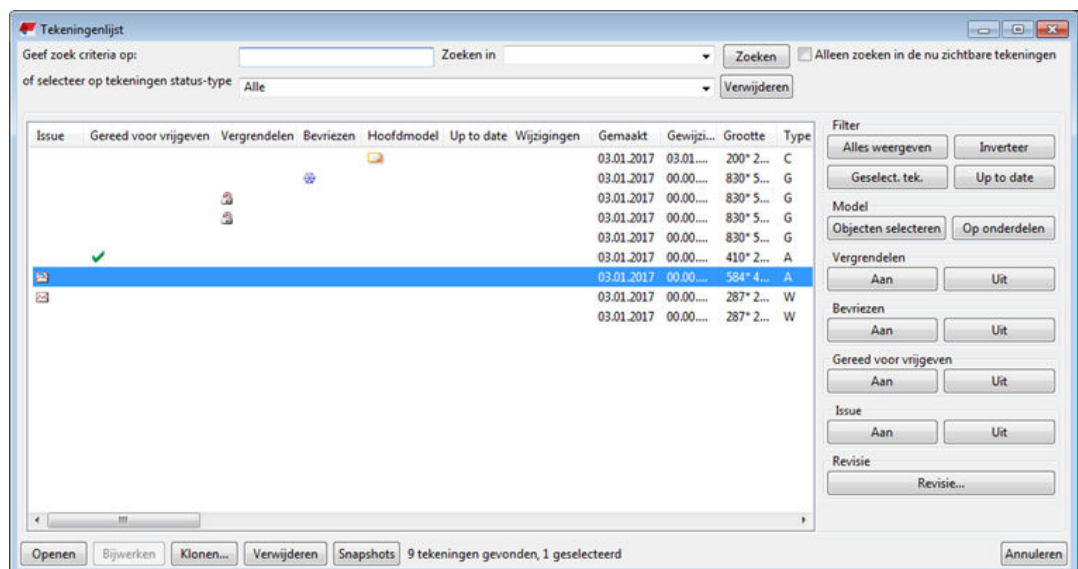 Tekeningenlijst
Geef zoek criteria op: Zoeken in Zoeken Alleen zoeken in de nu zichtbare tekeningen
of selecteer op tekeningen status-type Alle Verwijderen
Issue Gereed voor vrijgeven Vergrendelen Bevriezen Hoofdmodel Up to date Wijzigingen Gemaakt Gewijzi... Grootte Type
03.01.2017 03.01.... 200* 2... C
03.01.2017 00.00.... 830* 5... G
03.01.2017 00.00.... 830* 5... G
03.01.2017 00.00.... 830* 5... G
03.01.2017 00.00.... 830* 5... G
03.01.2017 00.00.... 410* 2... A
03.01.2017 00.00.... 584* 4... A
03.01.2017 00.00.... 287* 2... W
03.01.2017 00.00.... 287* 2... W
Filter
Alles weergeven Inverteer
Geselect. tek. Up to date
Model
Objecten selecteren Op onderdelen
Vergrendelen
Aan Uit
Bevriezen
Aan Uit
Gereed voor vrijgeven
Aan Uit
Issue
Aan Uit
Revisie
Revisie...
Openen Bijwerken Klonen... Verwijderen Snapshots 9 tekeningen gevonden, 1 geselecteerd Annuleren